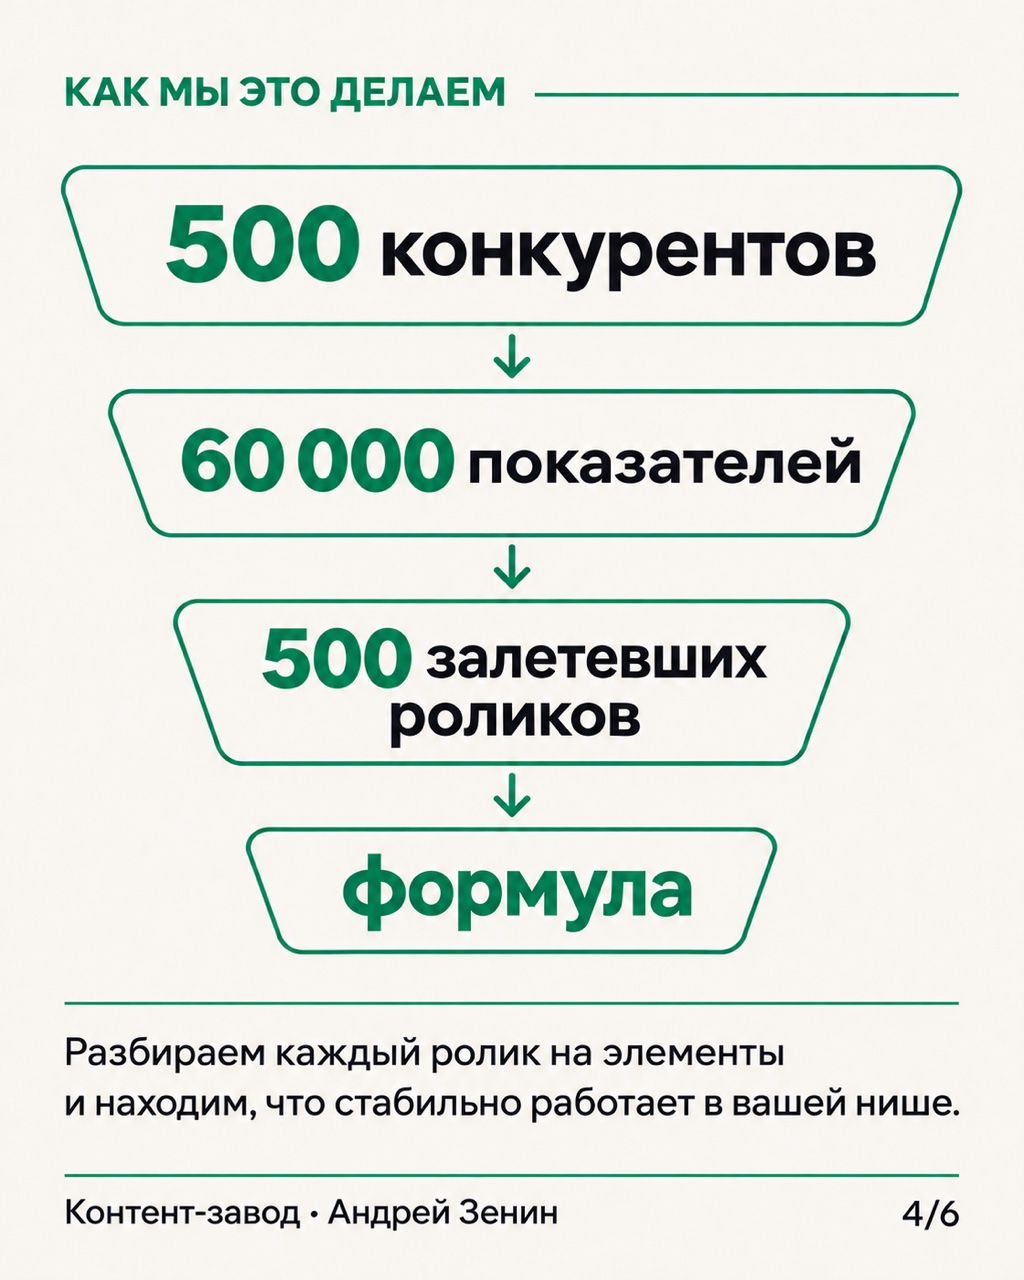 КАК МЫ ЭТО ДЕЛАЕМ
500 конкурентов
60 000 показателей
500 залетевших
роликов
формула
Разбираем каждый ролик на элементы
и находим, что стабильно работает в вашей нише.
Контент-завод • Андрей Зенин
4/6